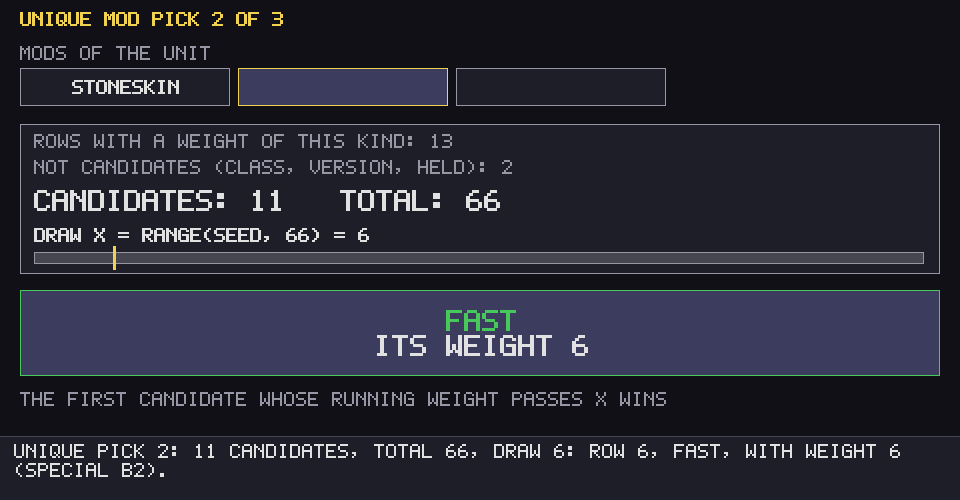 UNIQUE MOD PICK 2 OF 3
MODS OF THE UNIT
STONESKIN
ROWS WITH A WEIGHT OF THIS KIND: 13
NOT CANDIDATES (CLASS, VERSION, HELD): 2
CANDIDATES: 11 TOTAL: 66
DRAW X = RANGE(SEED, 66) = 6
FAST
ITS WEIGHT 6
THE FIRST CANDIDATE WHOSE RUNNING WEIGHT PASSES X WINS
UNIQUE PICK 2: 11 CANDIDATES, TOTAL 66, DRAW 6: ROW 6, FAST, WITH WEIGHT 6
(SPECIAL B2).